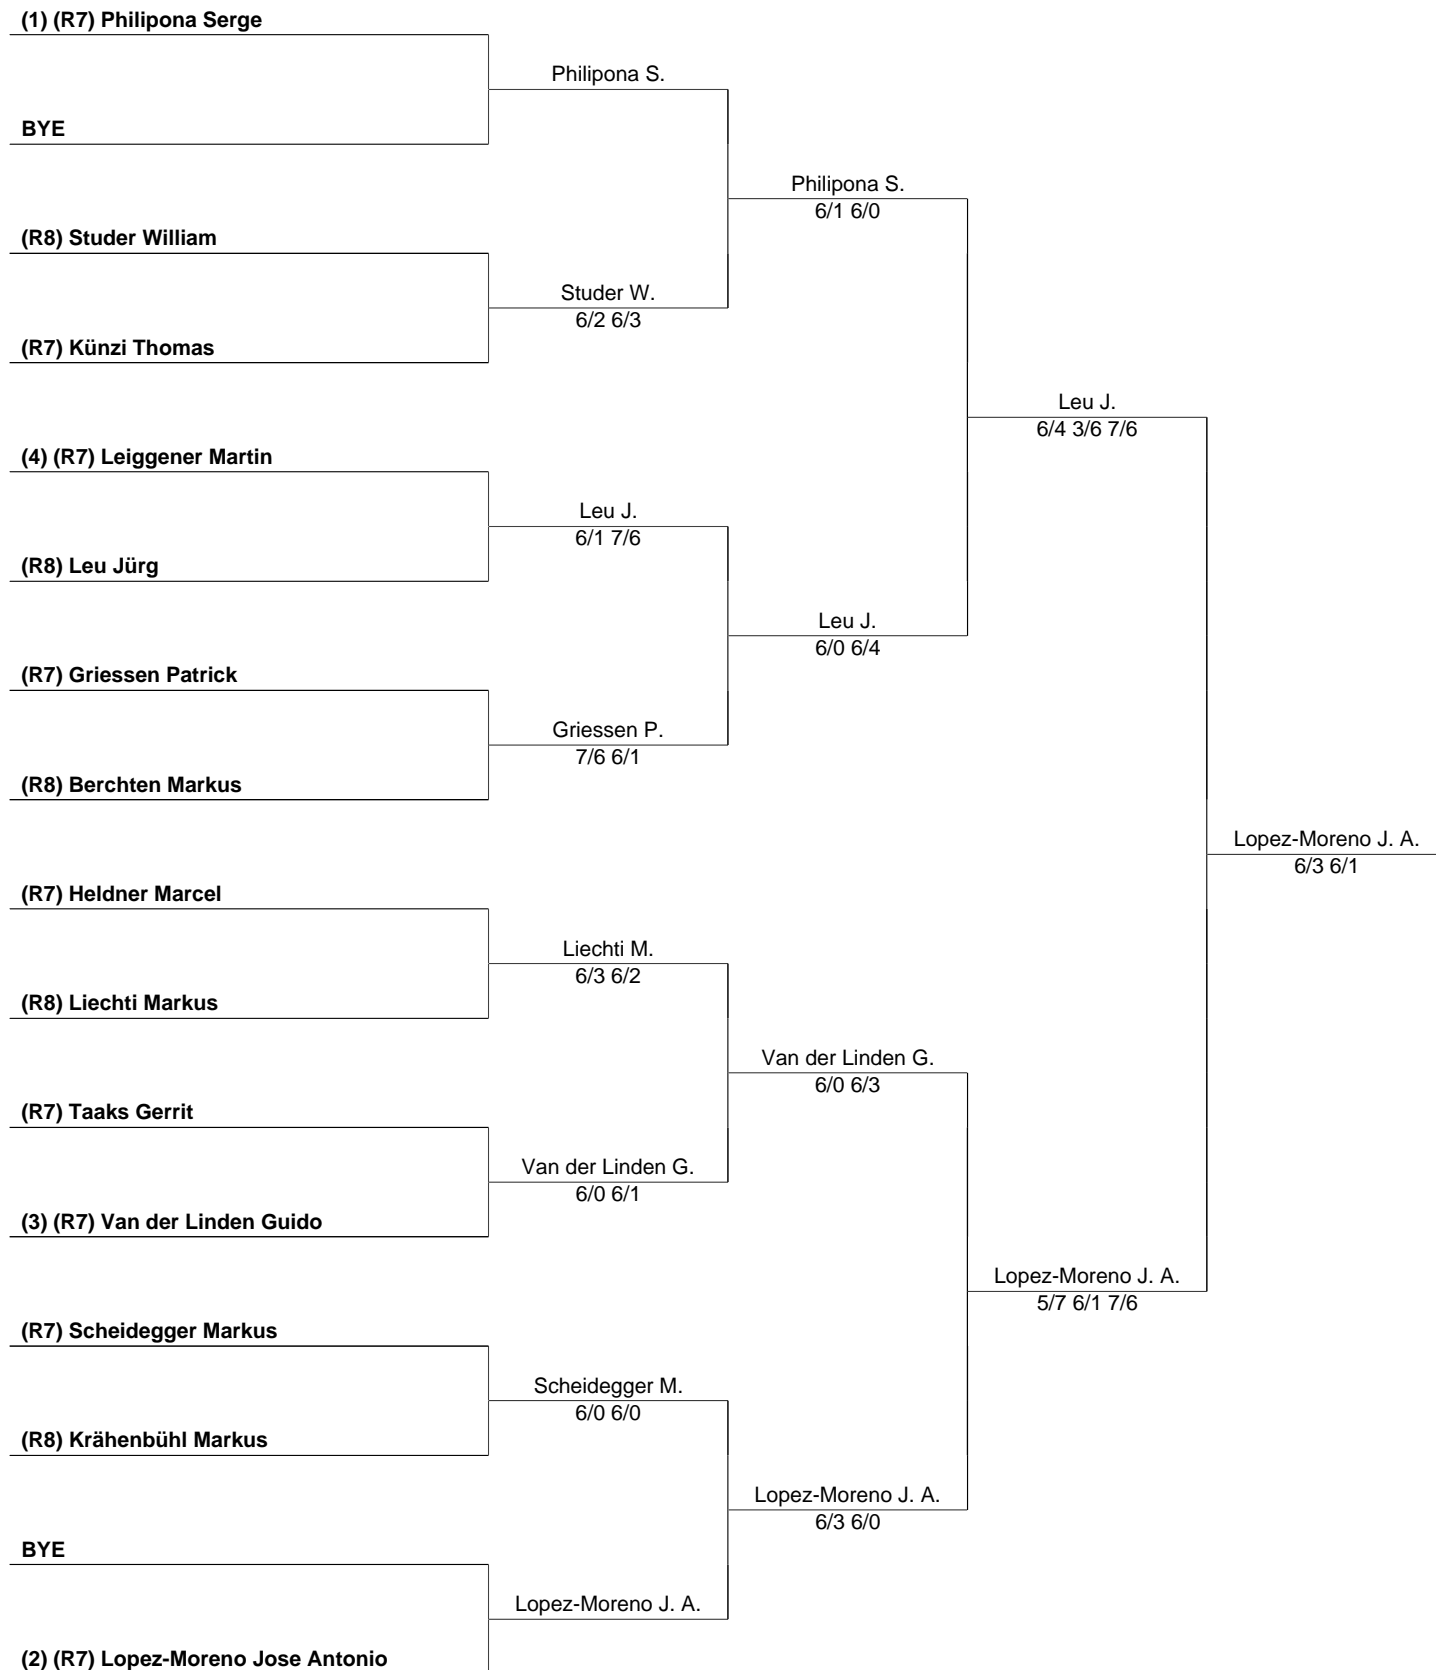 (1) (R7) Philipona Serge
Philipona S.
BYE
Philipona S.
6/1 6/0
(R8) Studer William
Studer W.
6/2 6/3
(R7) Künzi Thomas
Leu J.
6/4 3/6 7/6
(4) (R7) Leiggener Martin
Leu J.
6/1 7/6
(R8) Leu Jürg
Leu J.
6/0 6/4
(R7) Griessen Patrick
Griessen P.
7/6 6/1
(R8) Berchten Markus
Lopez-Moreno J. A.
6/3 6/1
(R7) Heldner Marcel
Liechti M.
6/3 6/2
(R8) Liechti Markus
Van der Linden G.
6/0 6/3
(R7) Taaks Gerrit
Van der Linden G.
6/0 6/1
(3) (R7) Van der Linden Guido
Lopez-Moreno J. A.
5/7 6/1 7/6
(R7) Scheidegger Markus
Scheidegger M.
6/0 6/0
(R8) Krähenbühl Markus
Lopez-Moreno J. A.
6/3 6/0
BYE
Lopez-Moreno J. A.
(2) (R7) Lopez-Moreno Jose Antonio